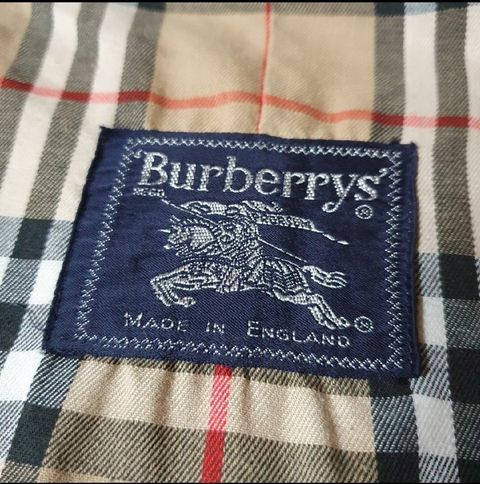 'Burberrys'
REGD.
®
®
MADE IN ENGLAND